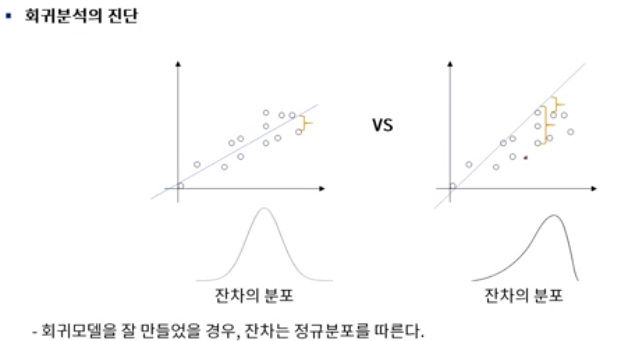 ▪ 회귀분석의 진단
VS
잔차의 분포
잔차의 분포
- 회귀모델을 잘 만들었을 경우, 잔차는 정규분포를 따른다.